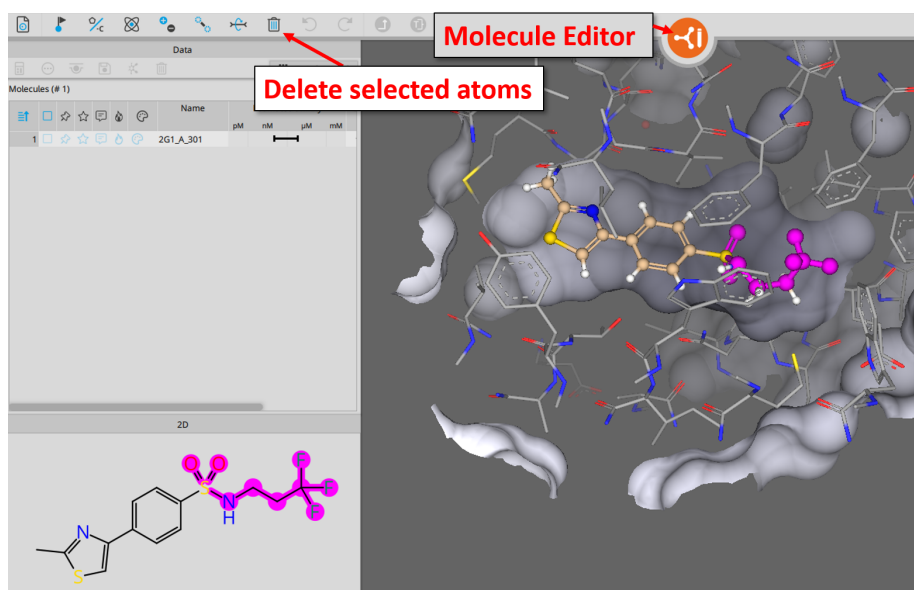 Molecule Editor
Data
Delete selected atoms
Molecules (# 1)
Name
pM nM µM mM
1 2G1_A_301
2D
O O F
S F
N F
H
N
S